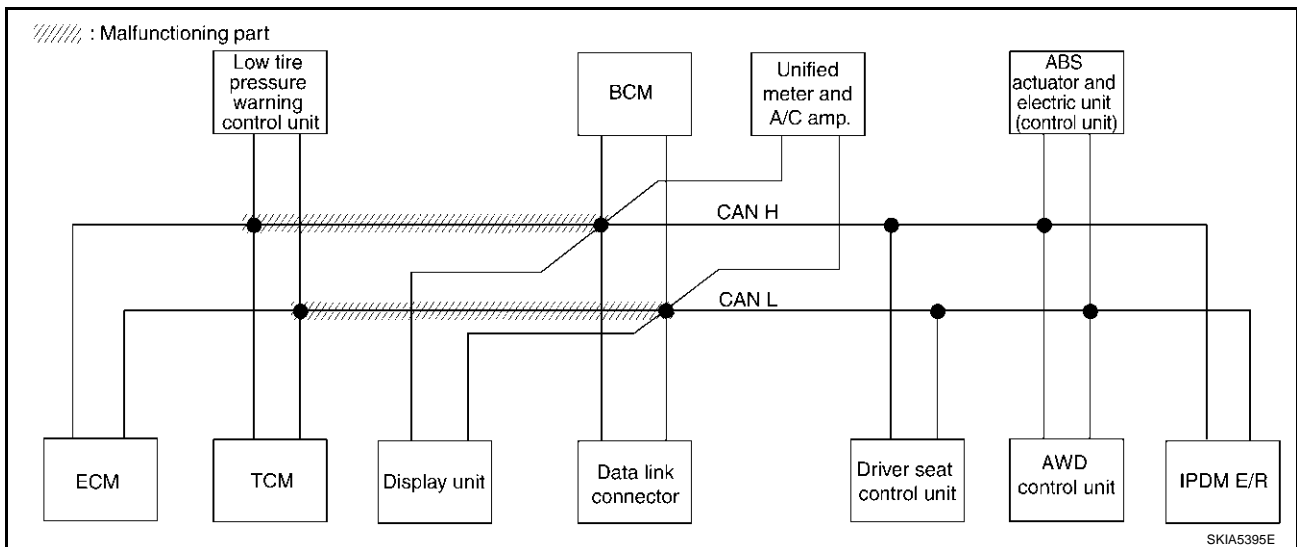 : Malfunctioning part
Low tire
pressure
warning
control unit
BCM
Unified
meter and
A/C amp.
ABS
actuator and
electric unit
(control unit)
CAN H
CAN L
ECM
TCM
Display unit
Data link
connector
Driver seat
control unit
AWD
control unit
IPDM E/R
SKIA5395E